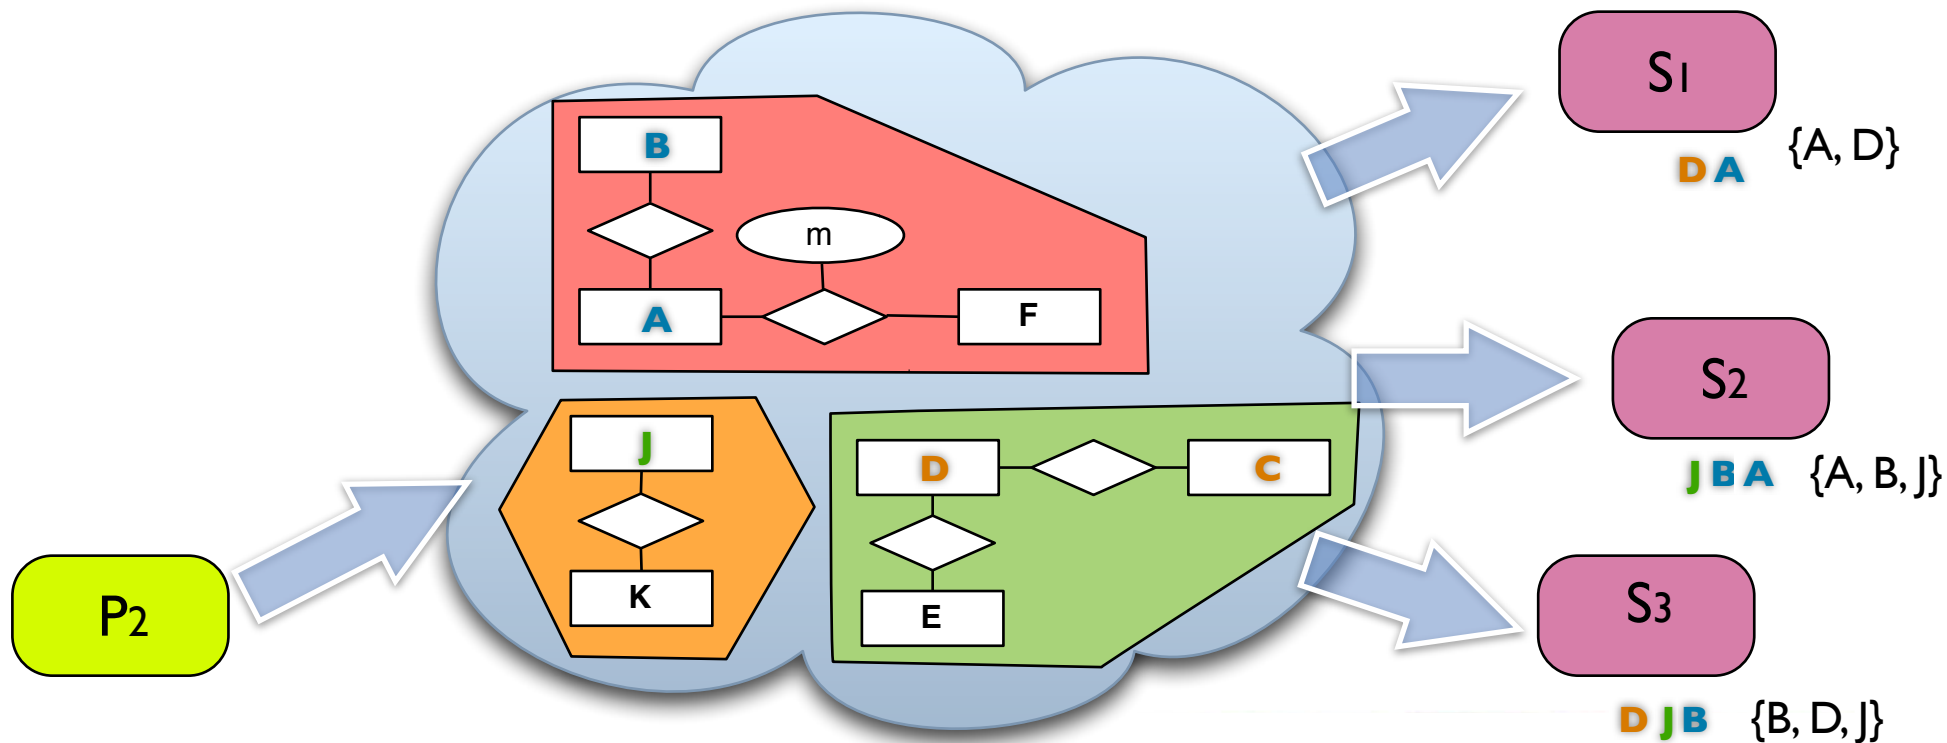 S1
{A, D}
D A
B
m
A
F
S2
J B A {A, B, J}
J
D
C
K
E
P2
S3
D J B {B, D, J}